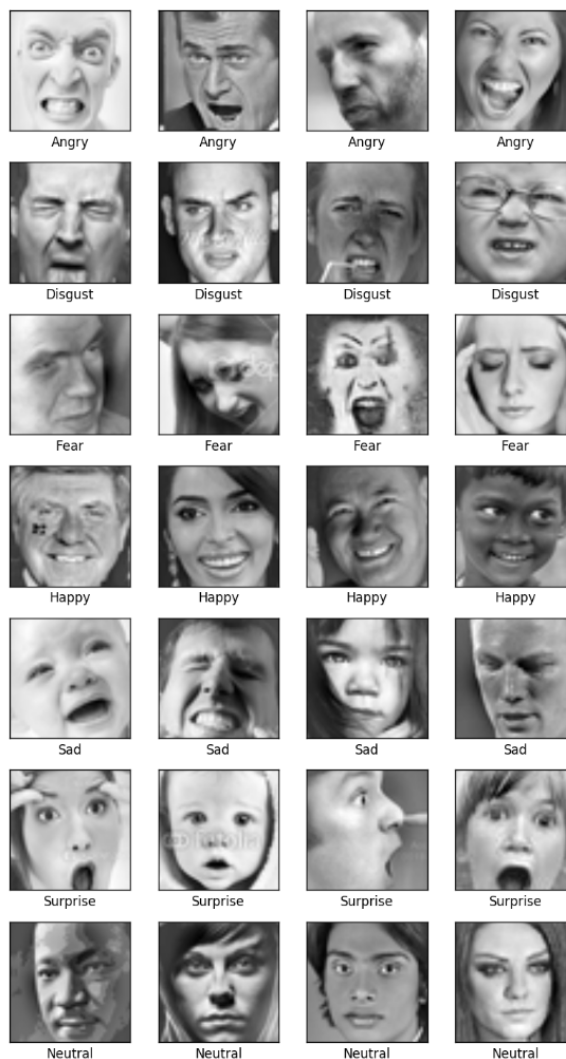 Angry Angry Angry Angry
Disgust Disgust Disgust Disgust
Fear Fear Fear Fear
Happy Happy Happy Happy
Sad Sad Sad Sad
Surprise Surprise Surprise Surprise
Neutral Neutral Neutral Neutral